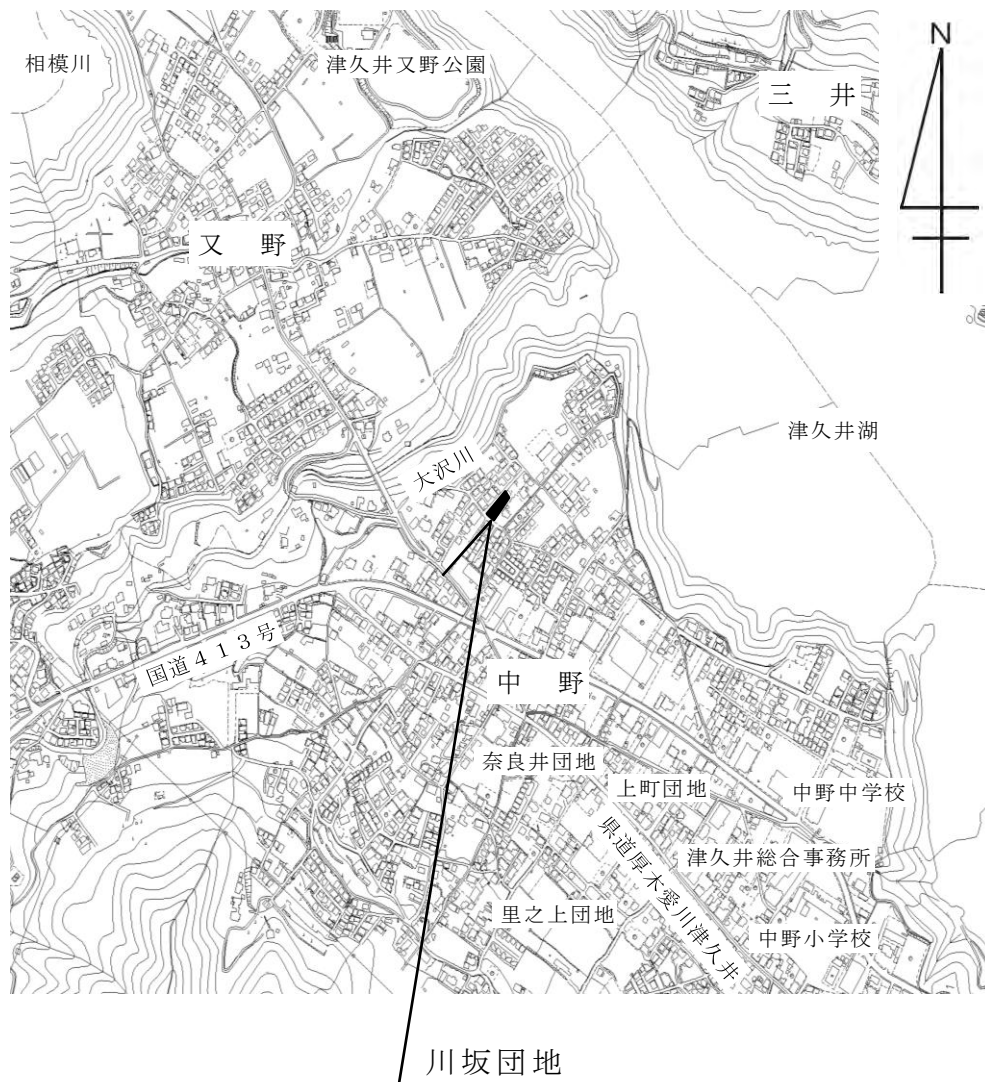 相模川
津久井又野公園
N
三 井
又 野
津久井湖
大沢川
国道413号
中 野
奈良井団地
上町団地
中野中学校
県道厚木愛川津久井
津久井総合事務所
里之上団地
中野小学校
川坂団地